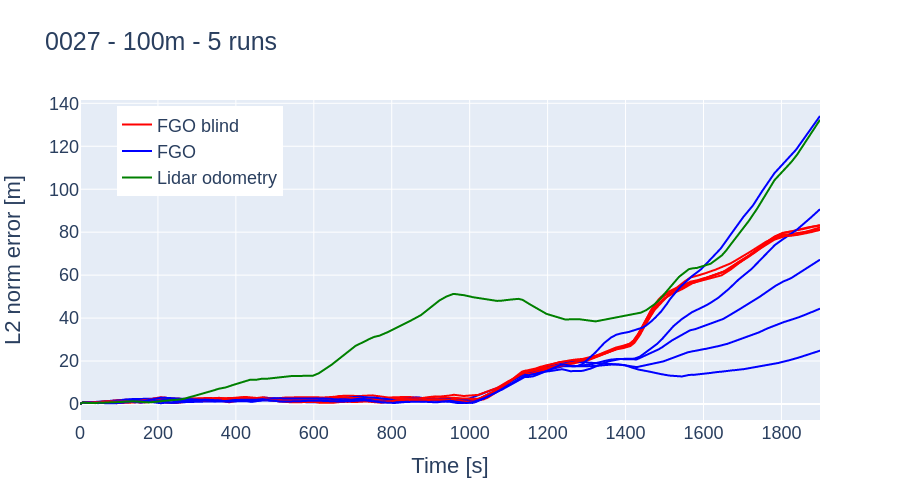 0027 - 100m - 5 runs
FGO blind
FGO
Lidar odometry
L2 norm error [m]
140
120
100
80
60
40
20
0
0 200 400 600 800 1000 1200 1400 1600 1800
Time [s]